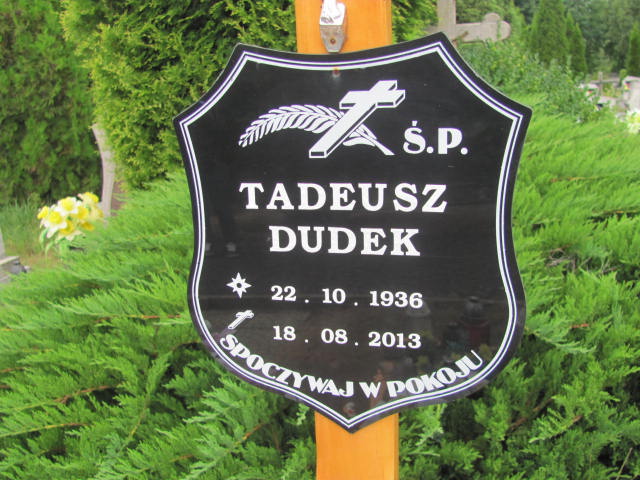 Ś.P.
TADEUSZ
DUDEK
22 . 10 . 1936
18 . 08 . 2013
SPOCZYWAJ W POKOJU